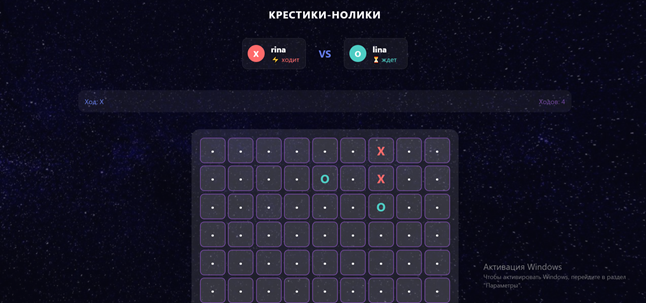 КРЕСТИКИ-НОЛИКИ
X rina ⚡ ходит VS O lina ⌛ ждет
Ход: X Ходов: 4
· · · · · · X · ·
· · · · O · X · ·
· · · · · · O · ·
· · · · · · · · ·
· · · · · · · · ·
· · · · · · · · ·
Активация Windows
Чтобы активировать Windows, перейдите в раздел
"Параметры".